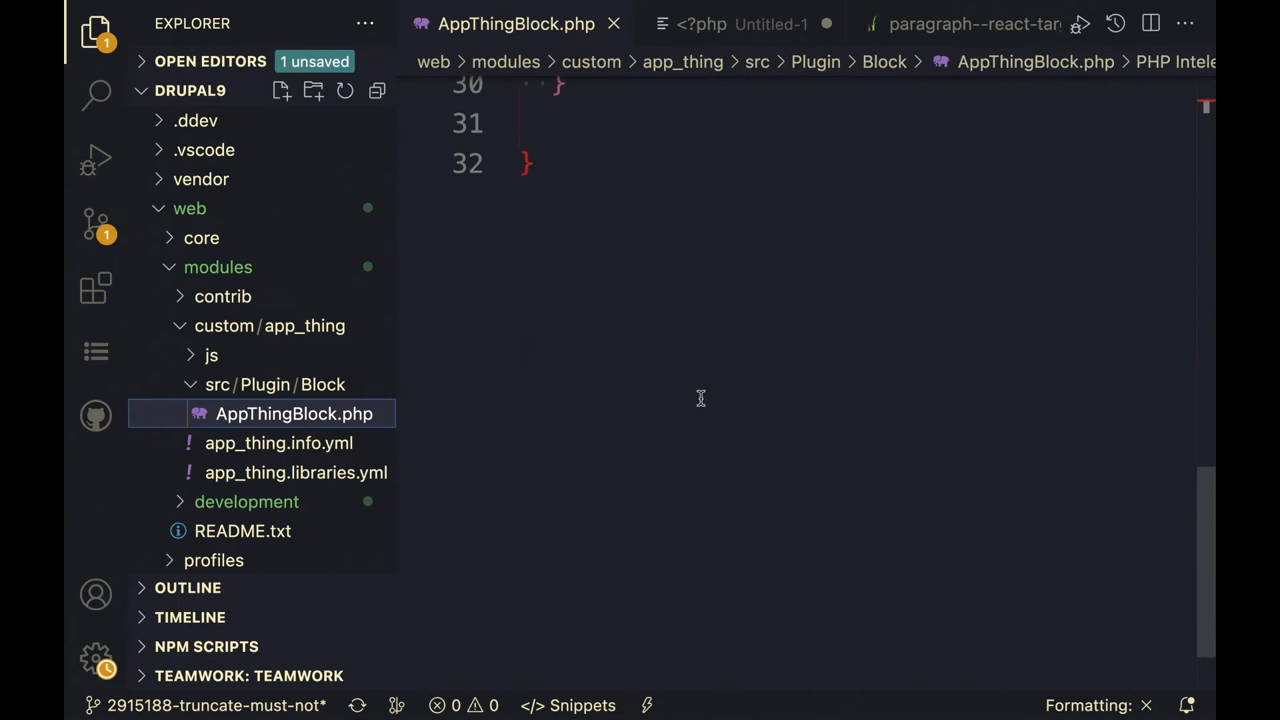 EXPLORER
AppThingBlock.php
<?php Untitled-1
paragraph--react-tar
OPEN EDITORS 1 unsaved
web > modules > custom > app_thing > src > Plugin > Block > AppThingBlock.php > PHP Intele
DRUPAL9
.ddev
.vscode
vendor
web
core
modules
contrib
custom/app_thing
js
src/Plugin/Block
AppThingBlock.php
app_thing.info.yml
app_thing.libraries.yml
development
README.txt
profiles
OUTLINE
TIMELINE
NPM SCRIPTS
TEAMWORK: TEAMWORK
1
1
30 }
31
32 }
2915188-truncate-must-not* 0 0 </> Snippets Formatting: ×